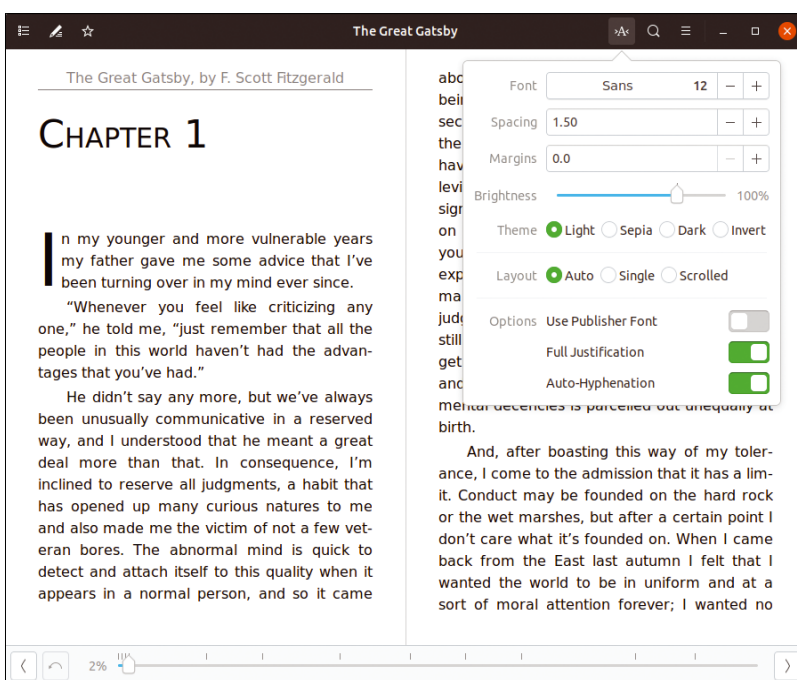 The Great Gatsby
›A‹
The Great Gatsby, by F. Scott Fitzgerald
CHAPTER 1
In my younger and more vulnerable years
my father gave me some advice that I’ve
been turning over in my mind ever since.
“Whenever you feel like criticizing any
one,” he told me, “just remember that all the
people in this world haven’t had the advan-
tages that you’ve had.”
He didn’t say any more, but we’ve always
been unusually communicative in a reserved
way, and I understood that he meant a great
deal more than that. In consequence, I’m
inclined to reserve all judgments, a habit that
has opened up many curious natures to me
and also made me the victim of not a few vet-
eran bores. The abnormal mind is quick to
detect and attach itself to this quality when it
appears in a normal person, and so it came
Font Sans 12 − +
Spacing 1.50 − +
Margins 0.0 − +
Brightness 100%
Theme Light Sepia Dark Invert
Layout Auto Single Scrolled
Options Use Publisher Font
Full Justification
Auto-Hyphenation
mental decencies is parcelled out unequally at
birth.
And, after boasting this way of my toler-
ance, I come to the admission that it has a lim-
it. Conduct may be founded on the hard rock
or the wet marshes, but after a certain point I
don’t care what it’s founded on. When I came
back from the East last autumn I felt that I
wanted the world to be in uniform and at a
sort of moral attention forever; I wanted no
2%